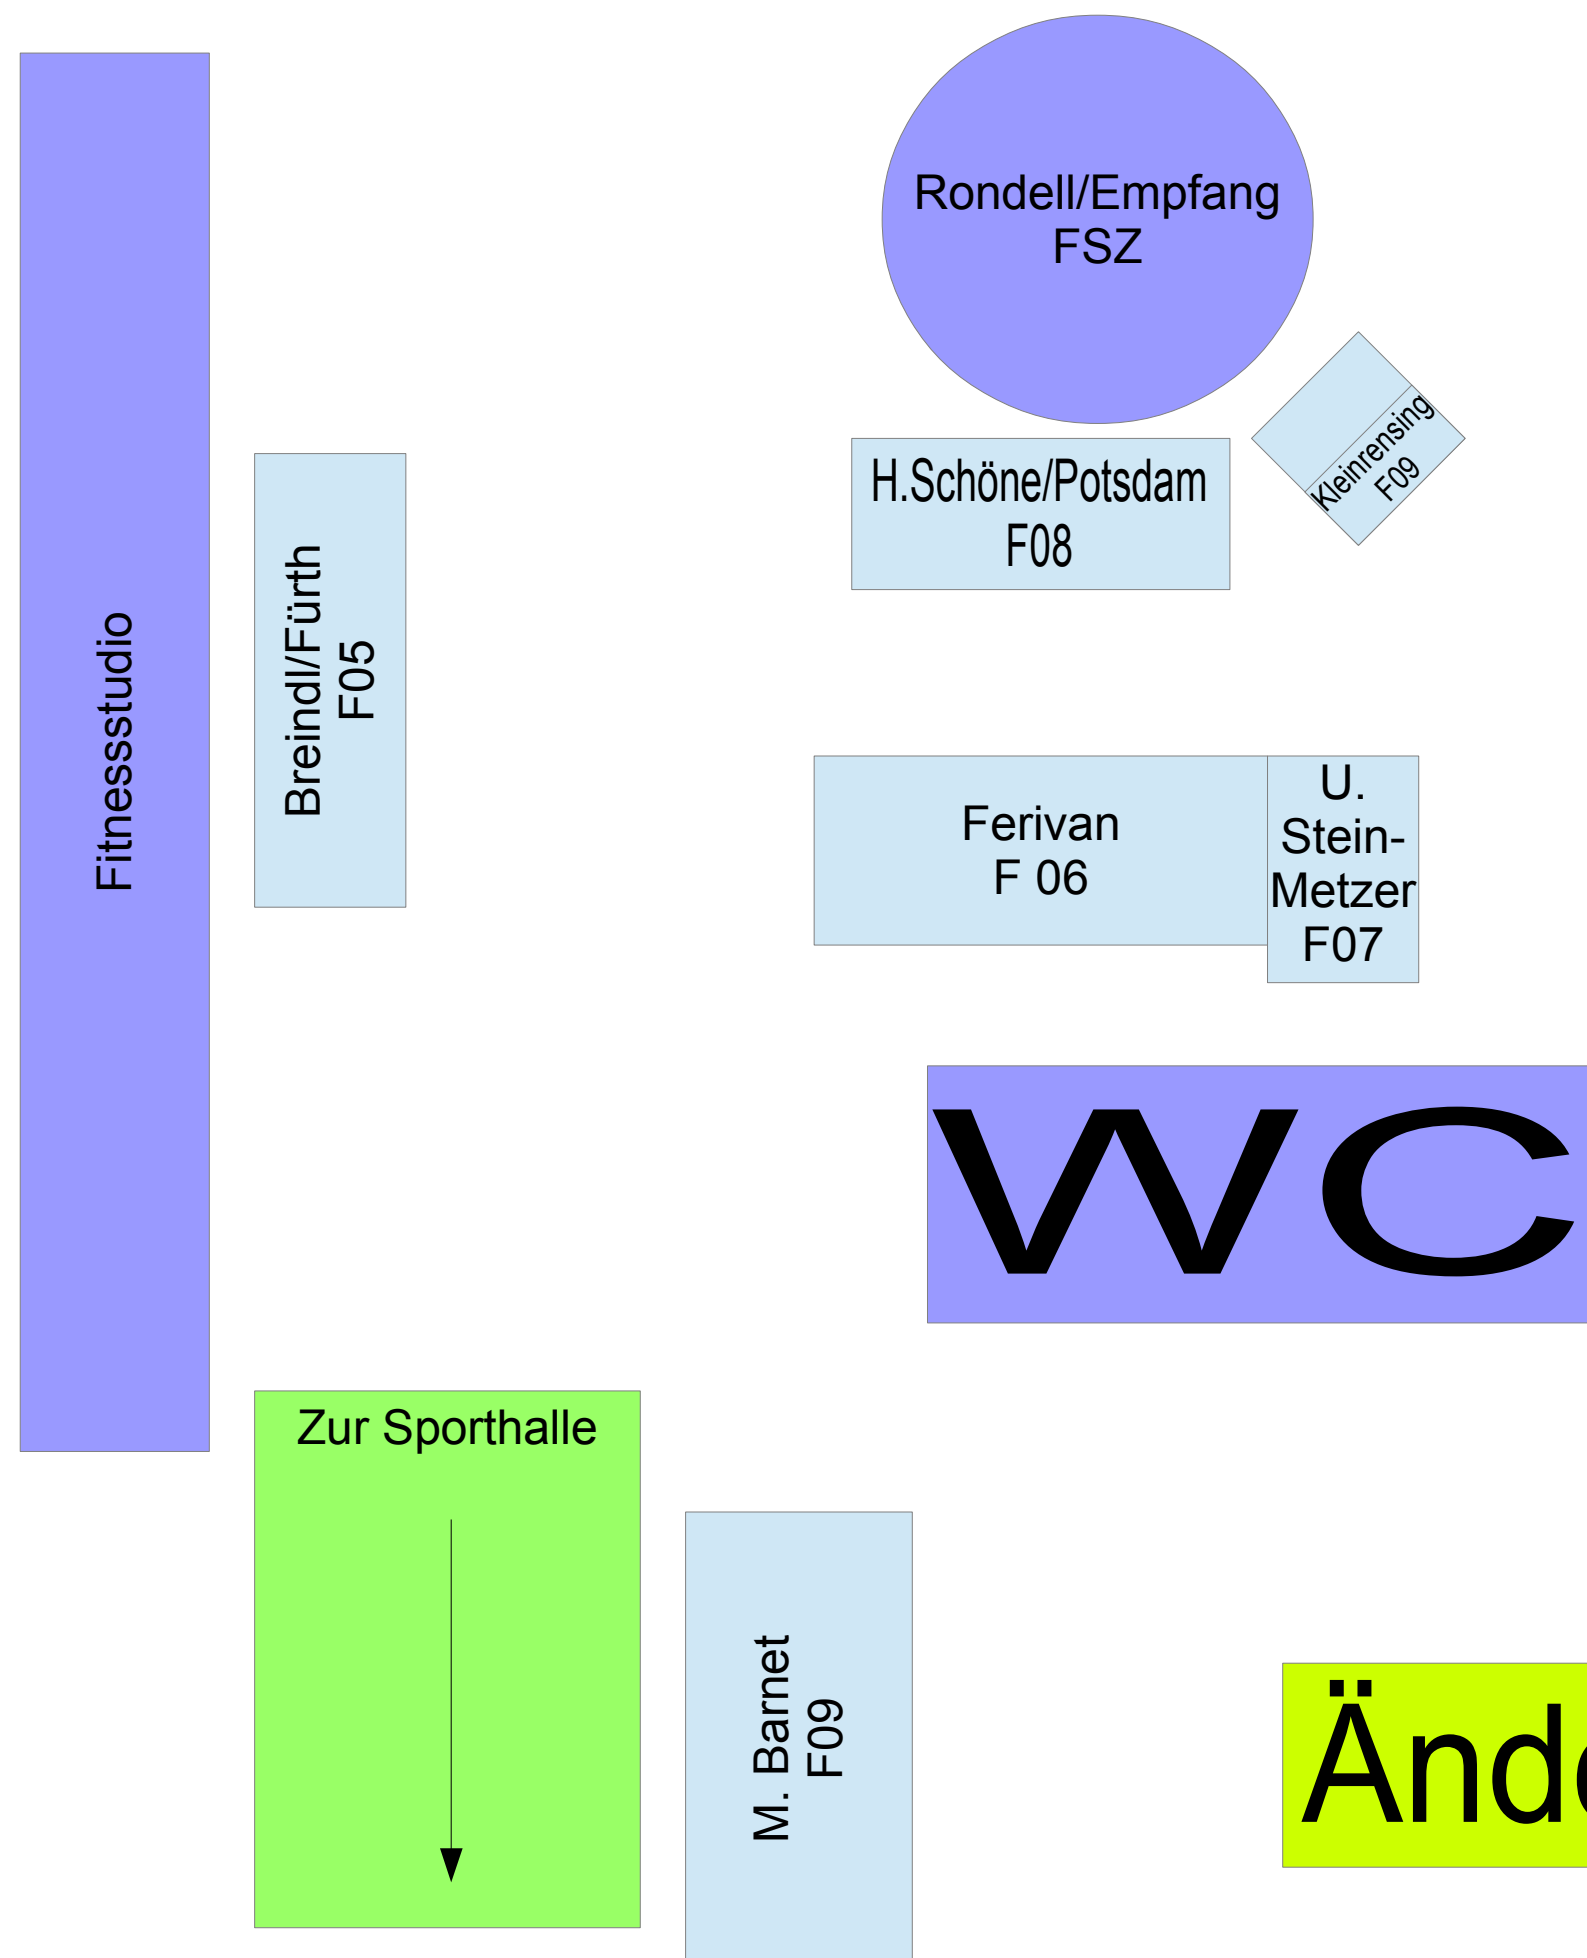 Rondell/Empfang
FSZ
Kleinrensing
F09
H.Schöne/Potsdam
F08
Breindl/Fürth
F05
Fitnessstudio
Ferivan
F 06
U.
Stein-
Metzer
F07
WC
Zur Sporthalle
M. Barnet
F09